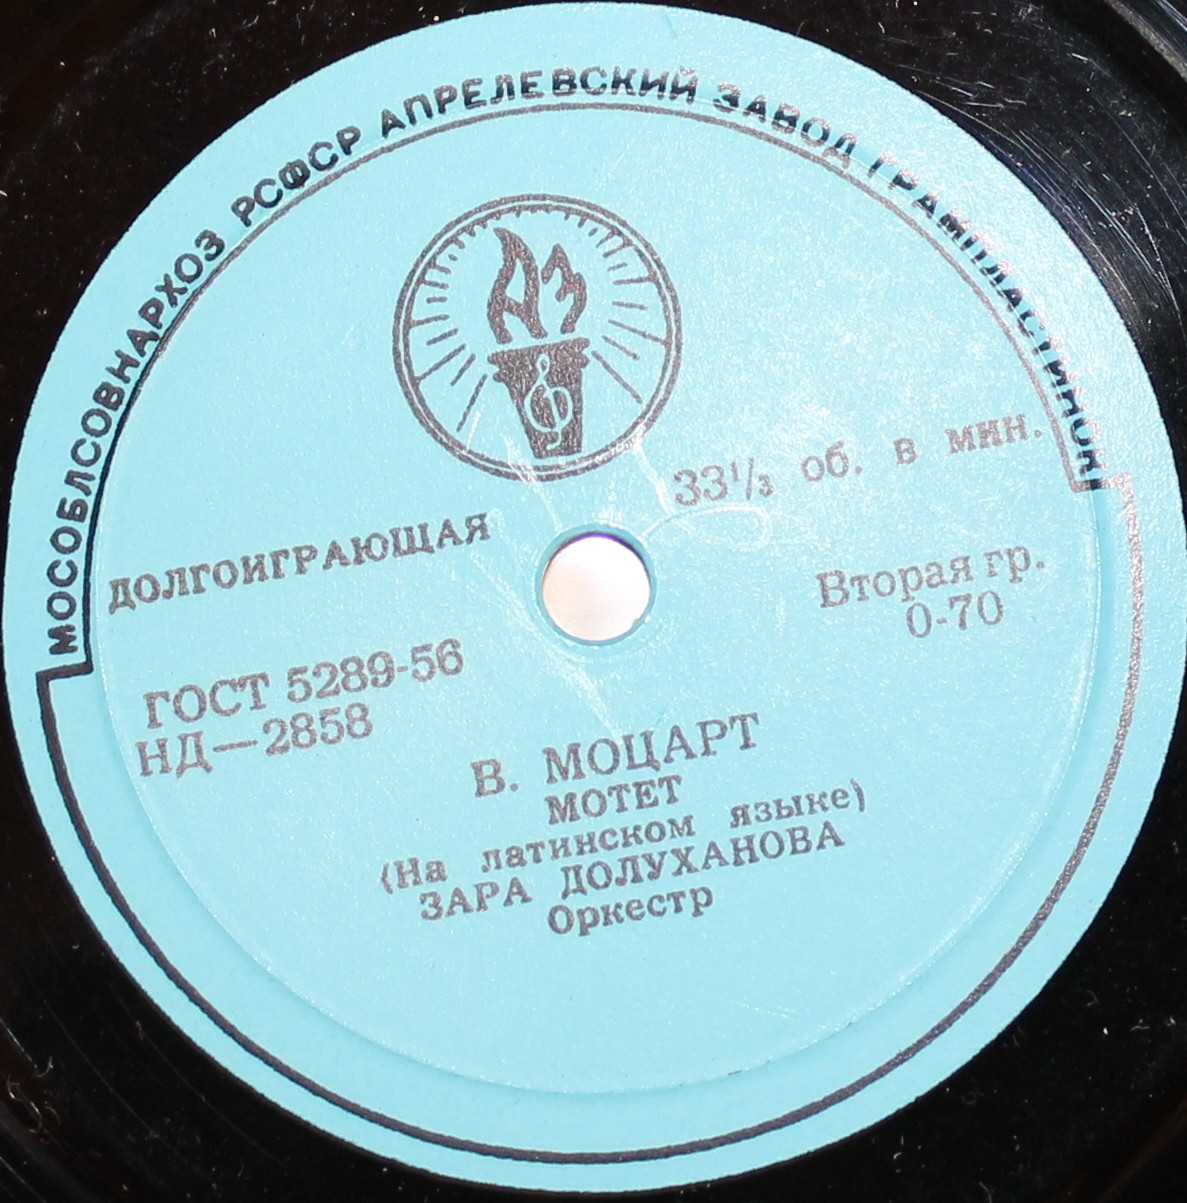 МОСОБЛСОВНАРХОЗ РСФСР АПРЕЛЕВСКИЙ ЗАВОД ГРАМПЛАСТИНОК
АЗ
ДОЛГОИГРАЮЩАЯ
33⅓ об. в мин.
Вторая гр.
0-70
ГОСТ 5289-56
НД—2858
В. МОЦАРТ
МОТЕТ
(На латинском языке)
ЗАРА ДОЛУХАНОВА
Оркестр